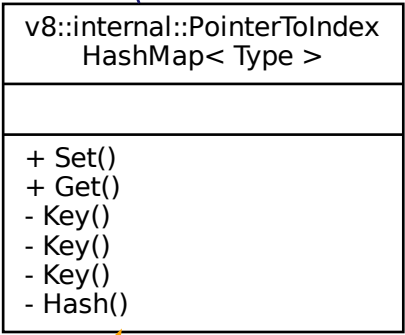 v8::internal::PointerToIndex
HashMap< Type >
+ Set()
+ Get()
- Key()
- Key()
- Key()
- Hash()